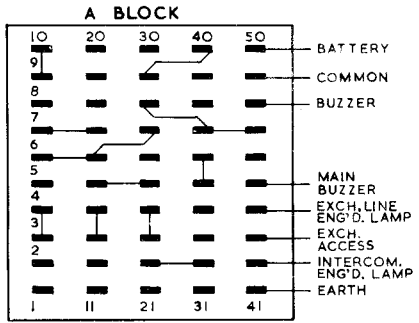 A BLOCK
10 20 30 40 50
BATTERY
9
COMMON
8
BUZZER
7
6
5
MAIN
BUZZER
4
EXCH. LINE
ENG'D. LAMP
3
EXCH.
ACCESS
2
INTERCOM.
ENG'D. LAMP
EARTH
1 11 21 31 41